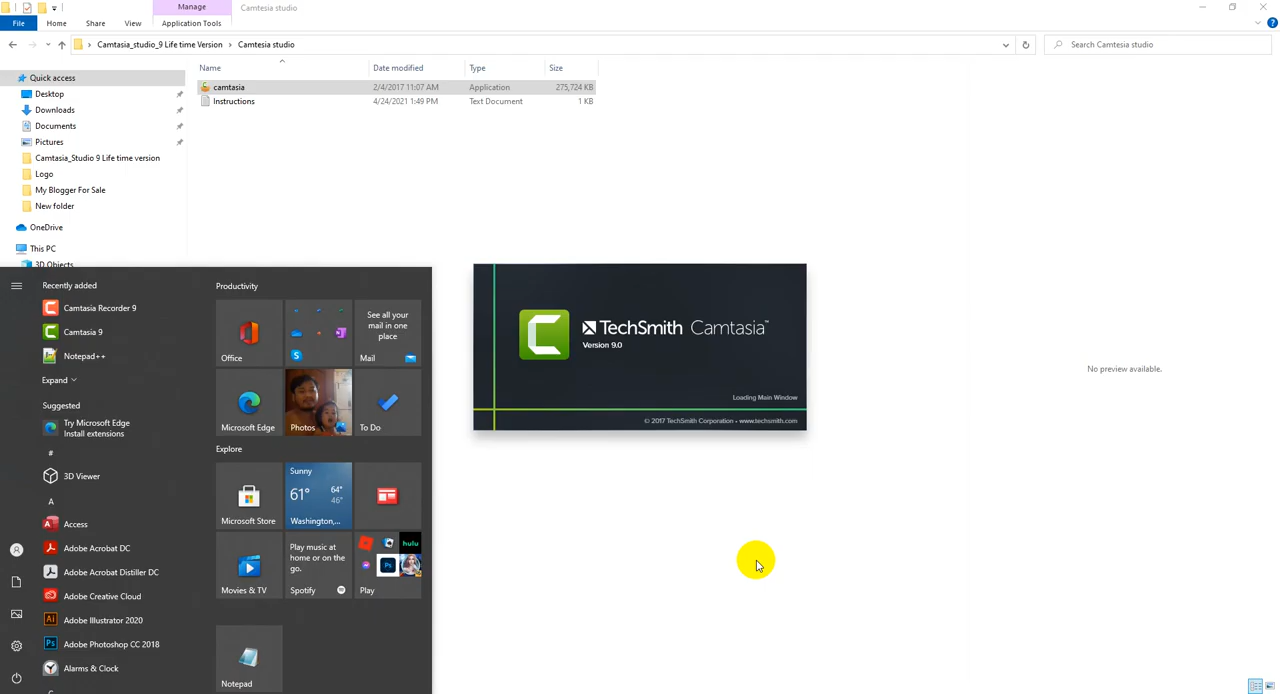 Manage
Camtesia studio
File
Home
Share
View
Application Tools
Camtasia_studio_9 Life time Version
Camtesia studio
Search Camtesia studio
Name
Date modified
Type
Size
Quick access
camtasia
2/4/2017 11:07 AM
Application
275,724 KB
Desktop
Instructions
4/24/2021 1:49 PM
Text Document
1 KB
Downloads
Documents
Pictures
Camtasia_Studio 9 Life time version
Logo
My Blogger For Sale
New folder
OneDrive
This PC
3D Objects
No preview available.
Recently added
Camtasia Recorder 9
Camtasia 9
Notepad++
Expand
Suggested
Try Microsoft Edge
Install extensions
#
3D Viewer
A
Access
Adobe Acrobat DC
Adobe Acrobat Distiller DC
Adobe Creative Cloud
Adobe Illustrator 2020
Adobe Photoshop CC 2018
Alarms & Clock
Productivity
Office
See all your
mail in one
place
Mail
Microsoft Edge
Photos
To Do
Explore
Microsoft Store
Sunny
61°
64°
46°
Washington,...
Movies & TV
Play music at
home or on the
go.
Spotify
hulu
Ps
Play
Notepad
TechSmith Camtasia™
Version 9.0
Loading Main Window
© 2017 TechSmith Corporation • www.techsmith.com